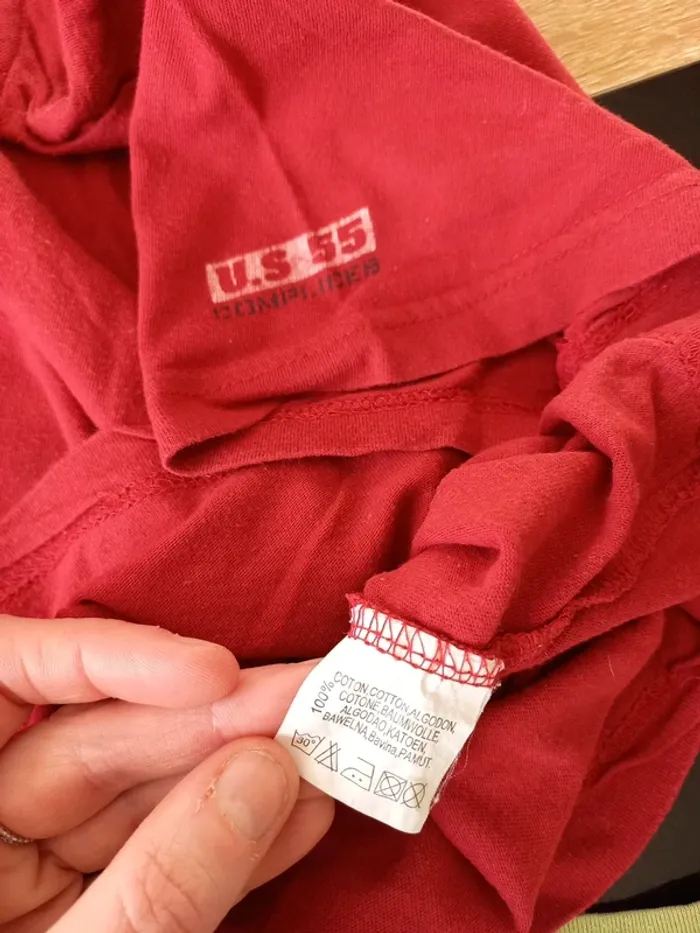 U.S 55
COMPLICES
100% COTON,COTTON,ALGODON,
COTONE,BAUMWOLLE,
ALGODAO,KATOEN,
BAWELNA,Bavlna,PAMUT.
30°